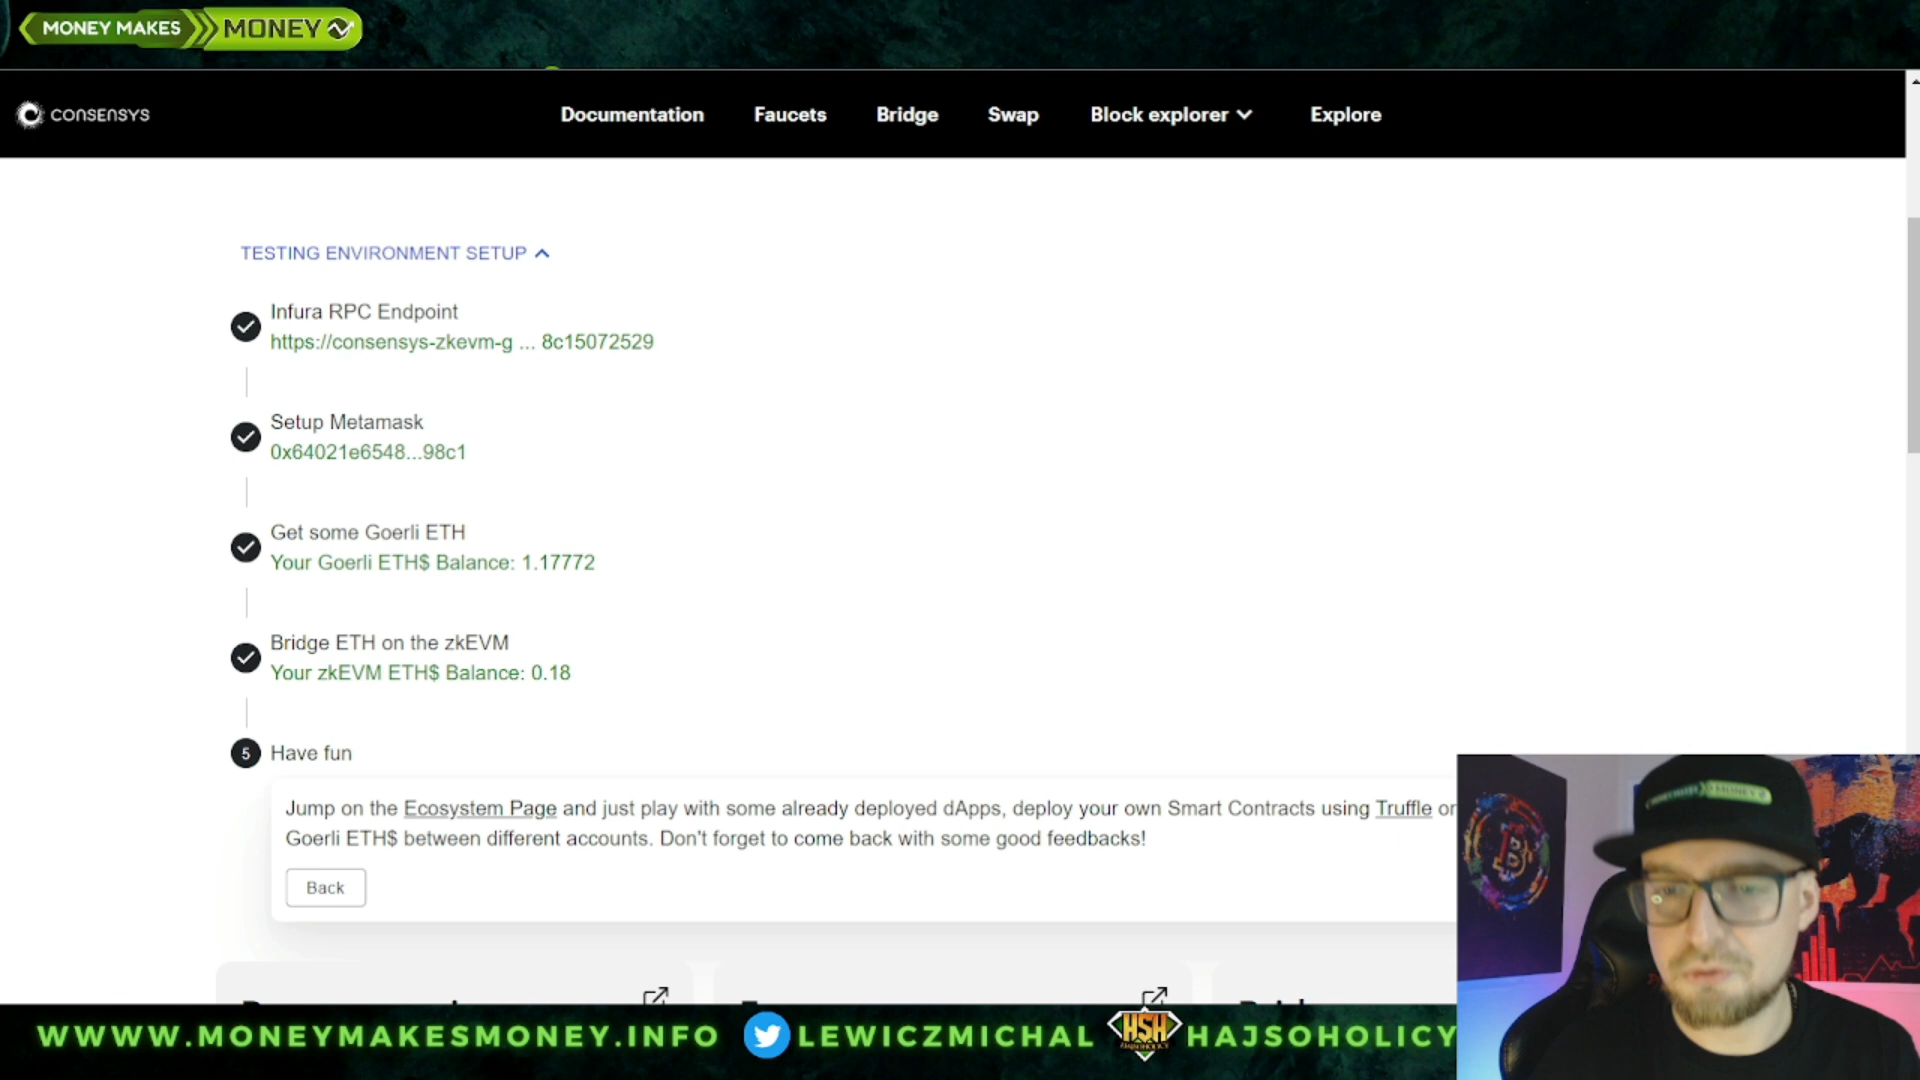 MONEY MAKES MONEY
CONSENSYS
Documentation Faucets Bridge Swap Block explorer Explore
TESTING ENVIRONMENT SETUP
Infura RPC Endpoint
https://consensys-zkevm-g ... 8c15072529
Setup Metamask
0x64021e6548...98c1
Get some Goerli ETH
Your Goerli ETH$ Balance: 1.17772
Bridge ETH on the zkEVM
Your zkEVM ETH$ Balance: 0.18
5 Have fun
Jump on the Ecosystem Page and just play with some already deployed dApps, deploy your own Smart Contracts using Truffle or
Goerli ETH$ between different accounts. Don't forget to come back with some good feedbacks!
Back
WWWW.MONEYMAKESMONEY.INFO LEWICZMICHAL HSH HAJSOHOLICY